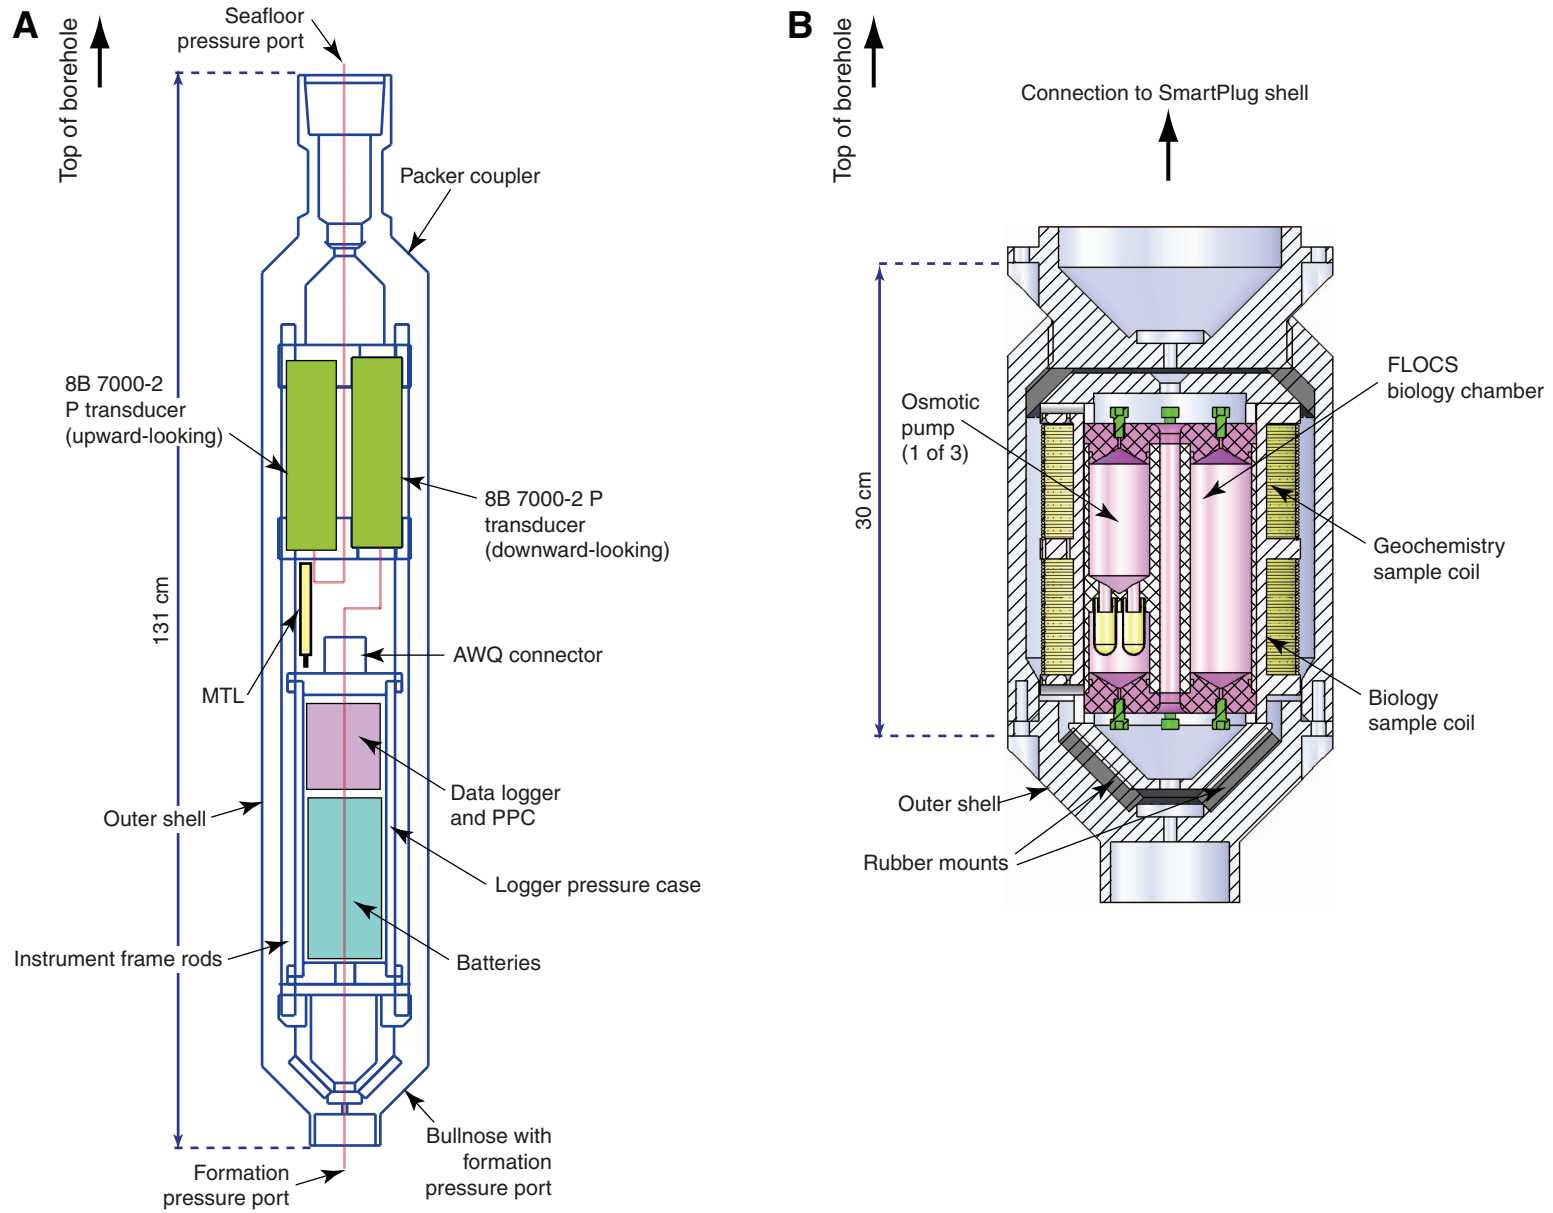 A
Top of borehole
Seafloor
pressure port
Packer coupler
8B 7000-2
P transducer
(upward-looking)
8B 7000-2 P
transducer
(downward-looking)
131 cm
AWQ connector
MTL
Data logger
and PPC
Outer shell
Logger pressure case
Instrument frame rods
Batteries
Bullnose with
formation
pressure port
Formation
pressure port
B
Top of borehole
Connection to SmartPlug shell
FLOCS
biology chamber
Osmotic
pump
(1 of 3)
30 cm
Geochemistry
sample coil
Biology
sample coil
Outer shell
Rubber mounts